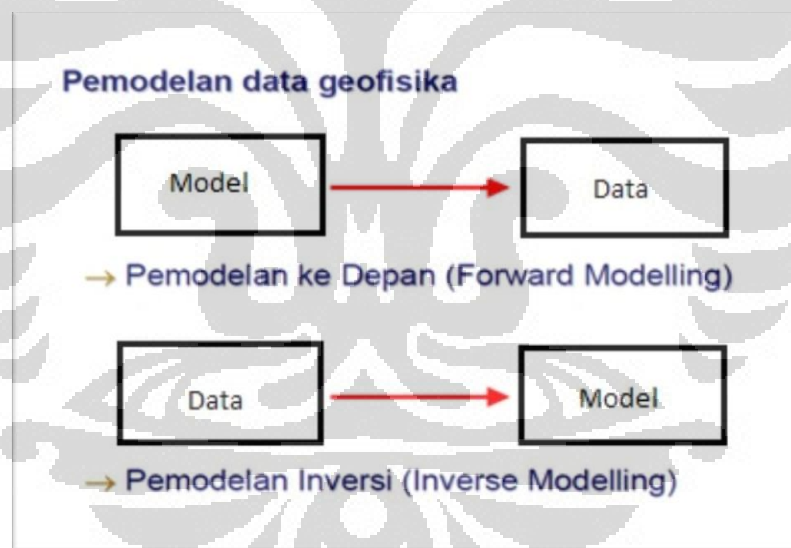 Pemodelan data geofisika
Model
Data
→ Pemodelan ke Depan (Forward Modelling)
Data
Model
→ Pemodelan Inversi (Inverse Modelling)